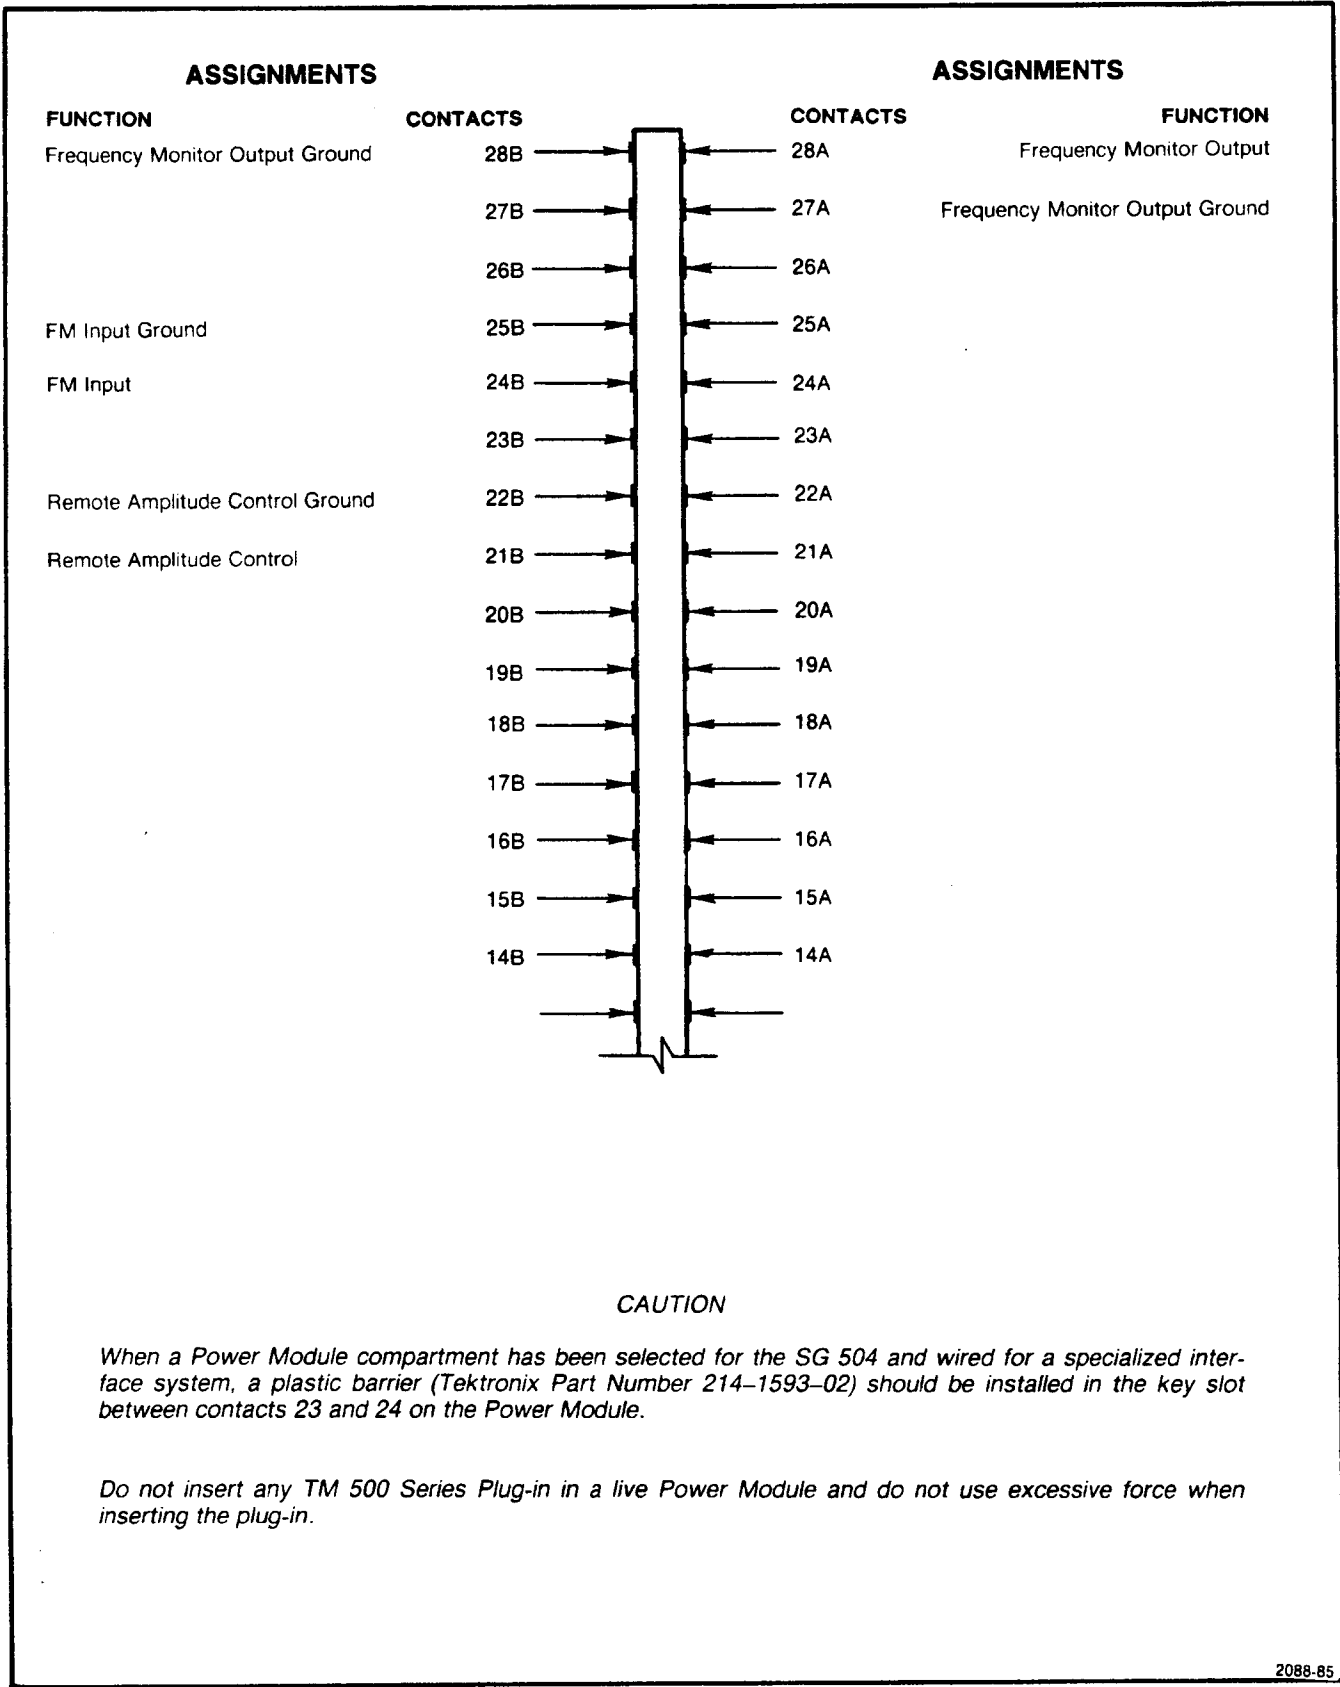 ASSIGNMENTS ASSIGNMENTS
FUNCTION CONTACTS CONTACTS FUNCTION
Frequency Monitor Output Ground 28B 28A Frequency Monitor Output
27B 27A Frequency Monitor Output Ground
26B 26A
FM Input Ground 25B 25A
FM Input 24B 24A
23B 23A
Remote Amplitude Control Ground 22B 22A
Remote Amplitude Control 21B 21A
20B 20A
19B 19A
18B 18A
17B 17A
16B 16A
15B 15A
14B 14A
CAUTION
When a Power Module compartment has been selected for the SG 504 and wired for a specialized inter-
face system, a plastic barrier (Tektronix Part Number 214–1593–02) should be installed in the key slot
between contacts 23 and 24 on the Power Module.
Do not insert any TM 500 Series Plug-in in a live Power Module and do not use excessive force when
inserting the plug-in.
2088-85